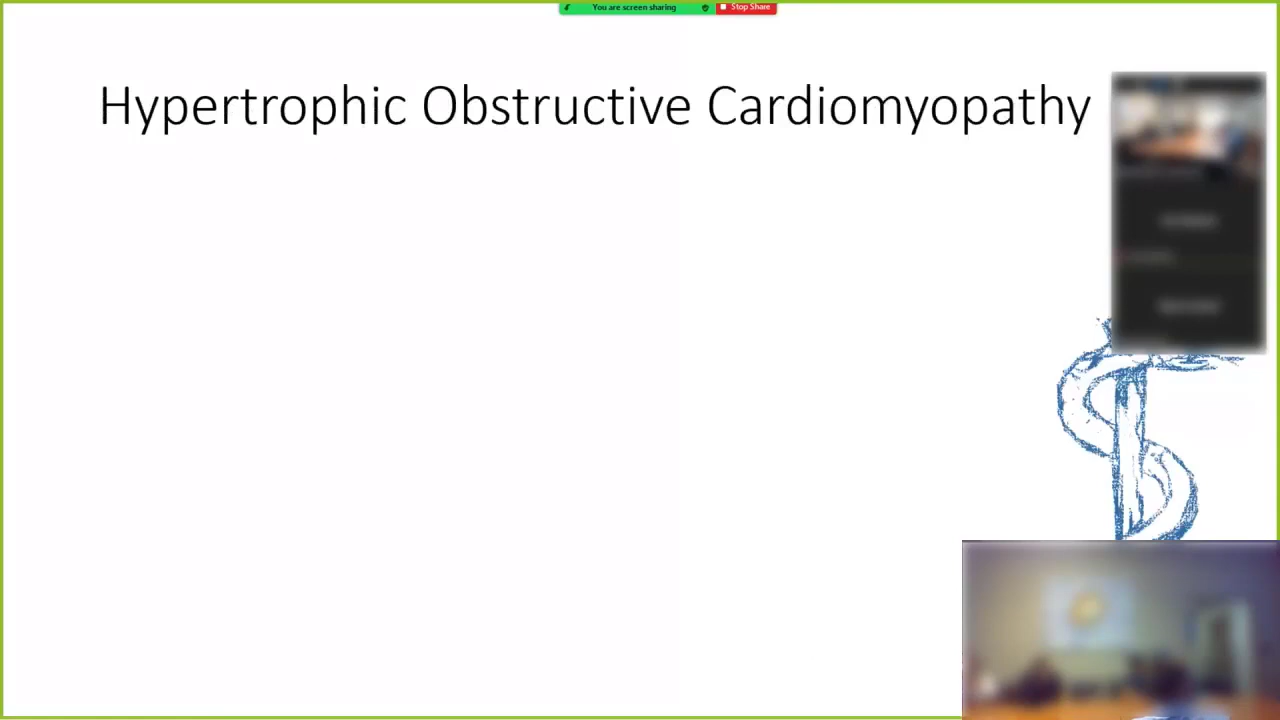 You are screen sharing
Stop Share
Hypertrophic Obstructive Cardiomyopathy